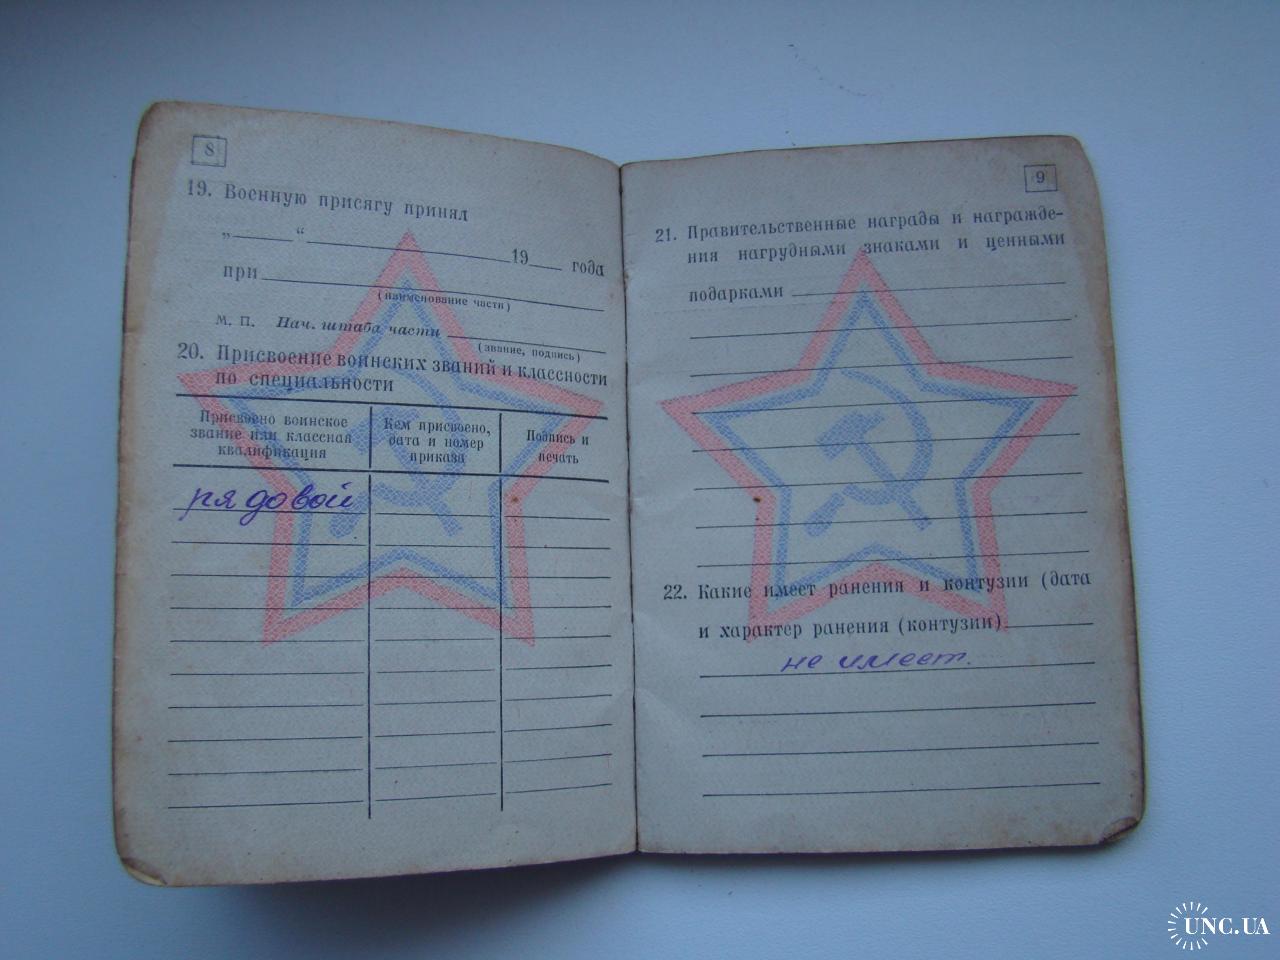 8
19. Военную присягу принял
„ “ 19 года
при
(наименование части)
м. п. Нач. штаба части
(звание, подпись)
20. Присвоение воинских званий и классности
по специальности
Присвоено воинское
звание или классная
квалификация
Кем присвоено,
дата и номер
приказа
Подпись и
печать
рядовой
9
21. Правительственные награды и награжде-
ния нагрудными знаками и ценными
подарками
22. Какие имеет ранения и контузии (дата
и характер ранения (контузии)
не имеет.
UNC.UA